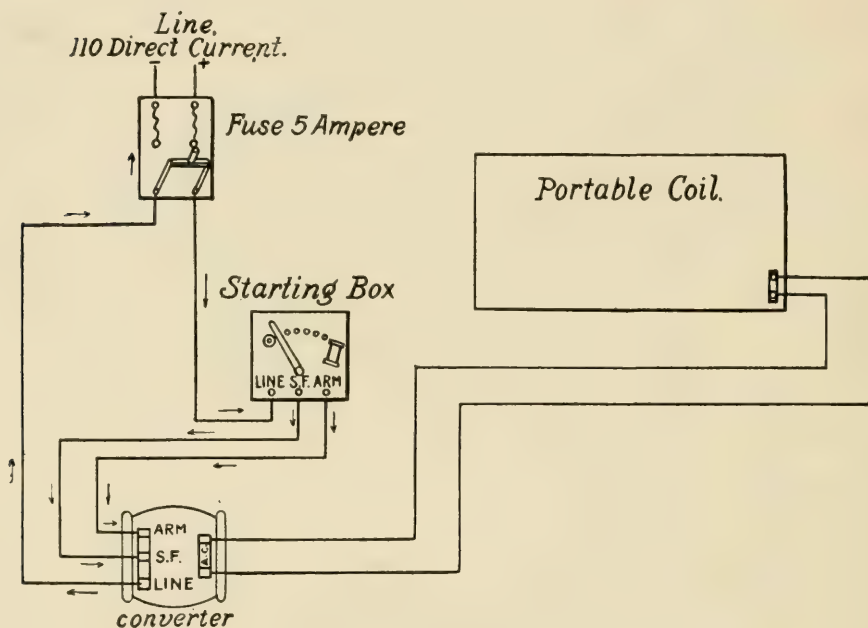 Line,
110 Direct Current.
- +
Fuse 5 Ampere
Portable Coil.
Starting Box
LINE S.F. ARM
ARM
S.F.
LINE
A.C.
converter